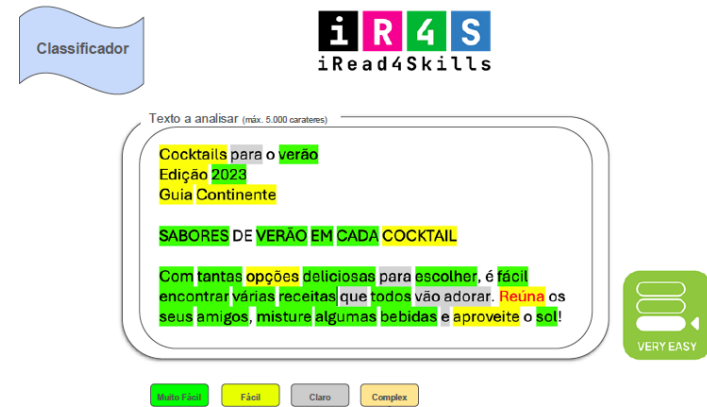 Classificador
iR4S
iRead4Skills
Texto a analisar (máx. 5.000 carateres)
Cocktails para o verão
Edição 2023
Guia Continente
SABORES DE VERÃO EM CADA COCKTAIL
Com tantas opções deliciosas para escolher, é fácil
encontrar várias receitas que todos vão adorar. Reúna os
seus amigos, misture algumas bebidas e aproveite o sol!
VERY EASY
Muito Fácil Fácil Claro Complex